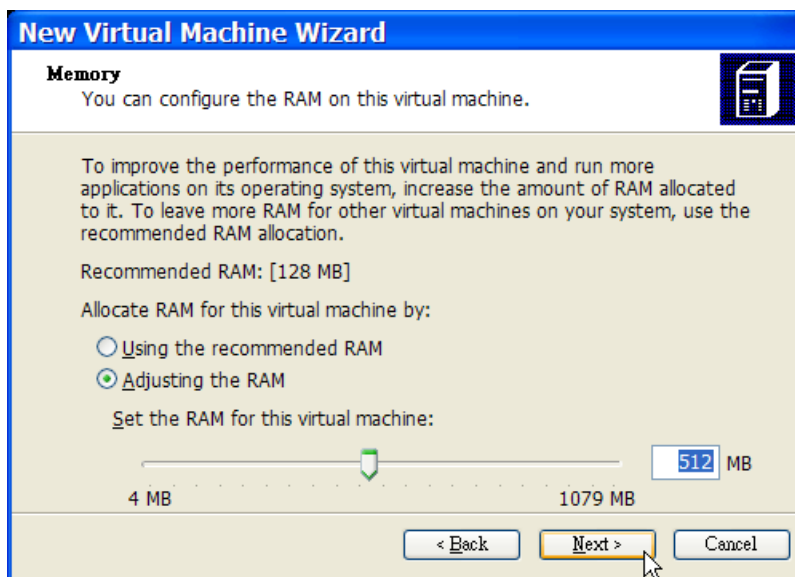 New Virtual Machine Wizard
Memory
You can configure the RAM on this virtual machine.
To improve the performance of this virtual machine and run more
applications on its operating system, increase the amount of RAM allocated
to it. To leave more RAM for other virtual machines on your system, use the
recommended RAM allocation.
Recommended RAM: [128 MB]
Allocate RAM for this virtual machine by:
Using the recommended RAM
Adjusting the RAM
Set the RAM for this virtual machine:
512 MB
4 MB 1079 MB
< Back Next > Cancel